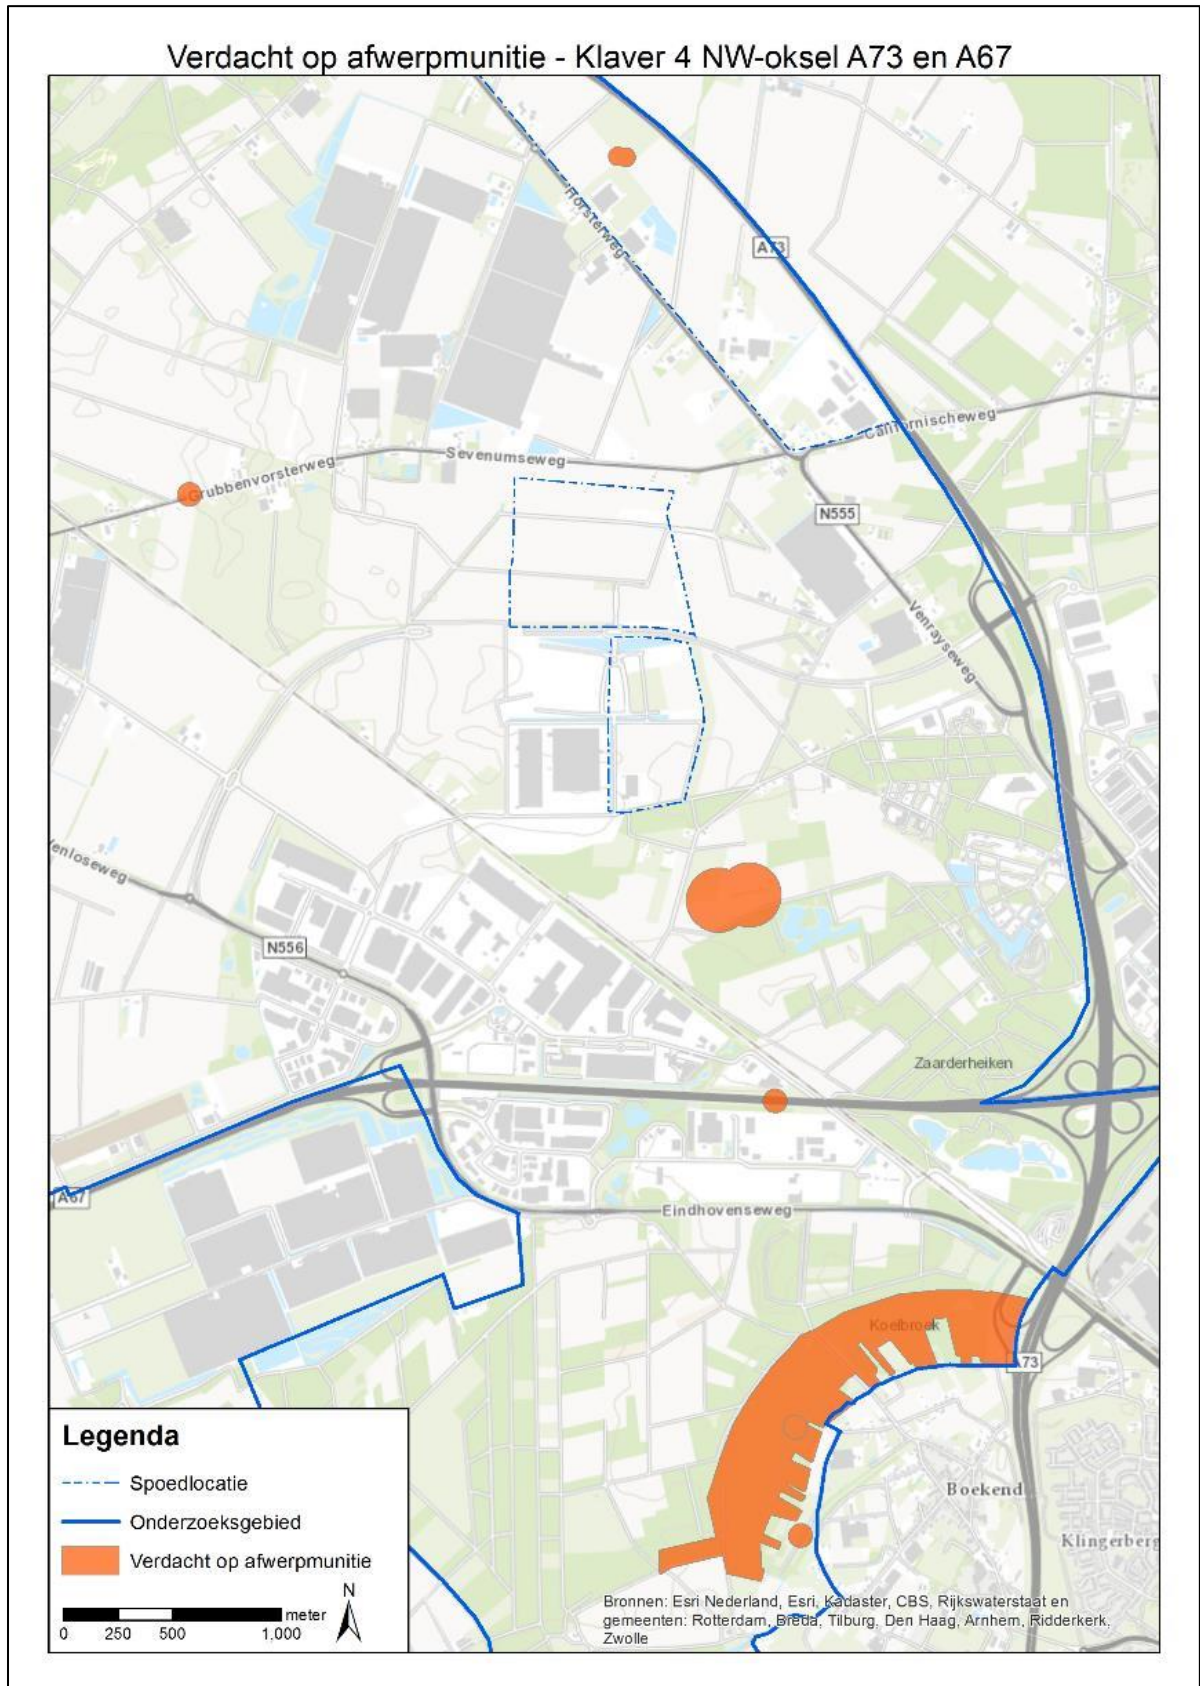 Verdacht op afwerpmunitie - Klaver 4 NW-oksel A73 en A67
Horsterweg
A73
Californischeweg
Sevenumseweg
Grubbenvorsterweg
N555
Venrayseweg
Venloseweg
N556
Zaarderheiken
A67
Eindhovenseweg
Koelbroek
A73
Boekend
Klingerberg
Legenda
Spoedlocatie
Onderzoeksgebied
Verdacht op afwerpmunitie
N
meter
0 250 500 1,000
Bronnen: Esri Nederland, Esri, Kadaster, CBS, Rijkswaterstaat en
gemeenten: Rotterdam, Breda, Tilburg, Den Haag, Arnhem, Ridderkerk,
Zwolle